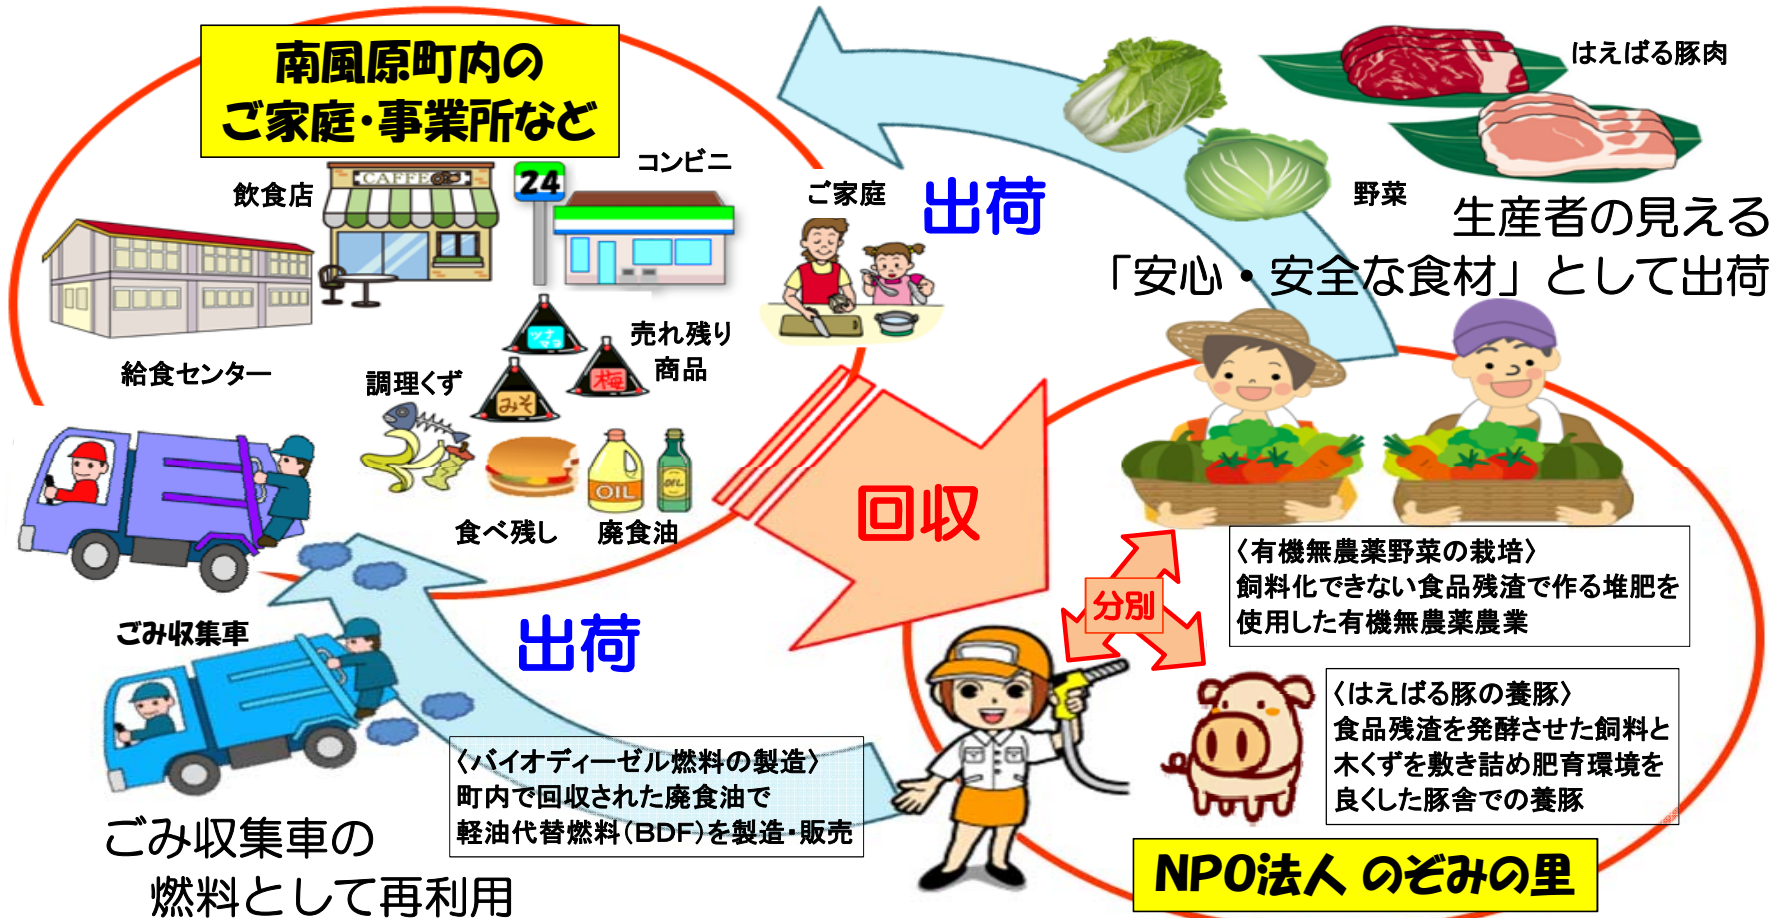 南風原町内の
ご家庭・事業所など
飲食店
CAFFE
24
コンビニ
ご家庭
給食センター
調理くず
ツナ
マヨ
梅
みそ
売れ残り
商品
OIL
OIL
食べ残し
廃食油
出荷
はえばる豚肉
野菜
生産者の見える
「安心・安全な食材」として出荷
回収
分別
〈有機無農薬野菜の栽培〉
飼料化できない食品残渣で作る堆肥を
使用した有機無農薬農業
〈はえばる豚の養豚〉
食品残渣を発酵させた飼料と
木くずを敷き詰め肥育環境を
良くした豚舎での養豚
NPO法人 のぞみの里
出荷
〈バイオディーゼル燃料の製造〉
町内で回収された廃食油で
軽油代替燃料(BDF)を製造・販売
ごみ収集車
ごみ収集車の
燃料として再利用